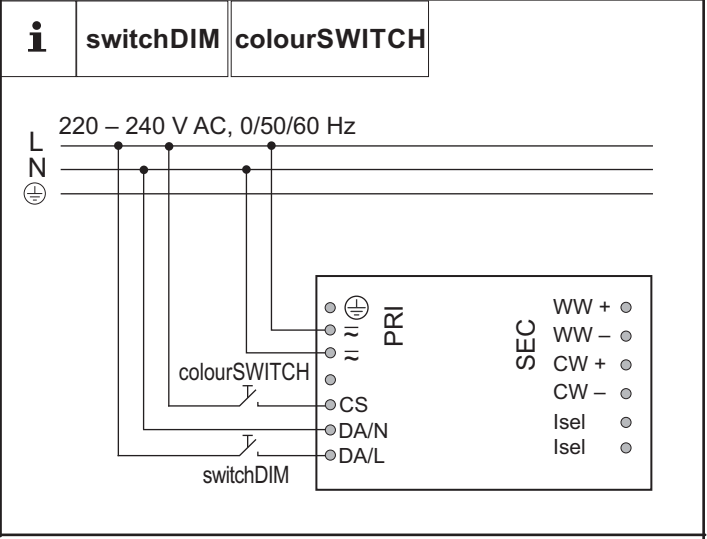 i switchDIM colourSWITCH
220 – 240 V AC, 0/50/60 Hz
L
N
PRI
SEC
WW +
WW –
CW +
CW –
Isel
Isel
colourSWITCH
CS
DA/N
DA/L
switchDIM